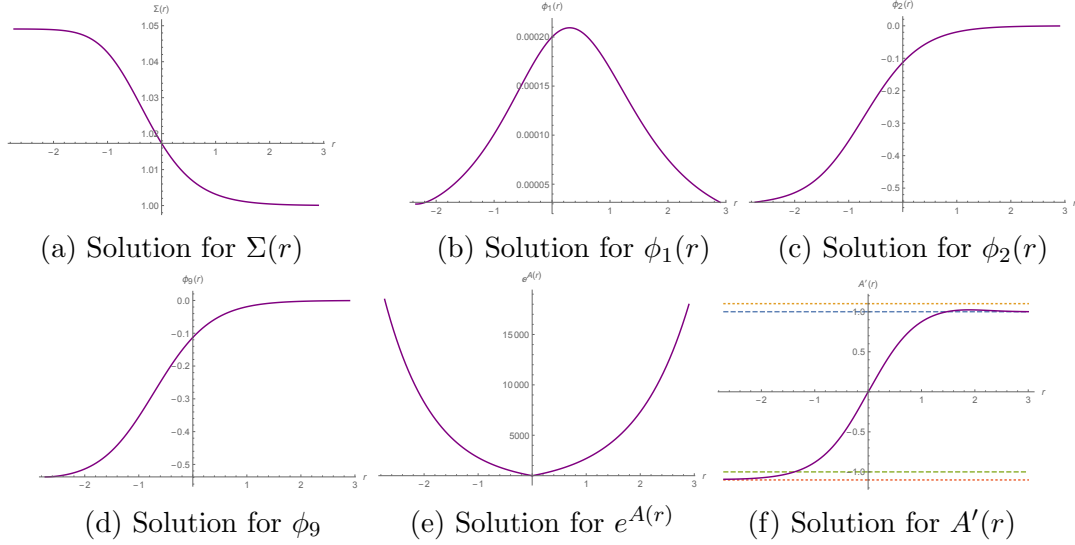 Σ(r)
1.05
1.04
1.03
1.02
1.01
1.00
-2 -1 1 2 3 r
(a) Solution for Σ(r)
ϕ₁(r)
0.00020
0.00015
0.00010
0.00005
-2 -1 0 1 2 3 r
(b) Solution for ϕ₁(r)
ϕ₂(r)
0.0
-0.1
-0.2
-0.3
-0.4
-0.5
-2 -1 0 1 2 3 r
(c) Solution for ϕ₂(r)
ϕ₉(r)
0.0
-0.1
-0.2
-0.3
-0.4
-0.5
-2 -1 1 2 3 r
(d) Solution for ϕ₉
e^{A(r)}
15000
10000
5000
-2 -1 0 1 2 3 r
(e) Solution for e^{A(r)}
A′(r)
1.0
0.5
-0.5
-1.0
-2 -1 1 2 3 r
(f) Solution for A′(r)